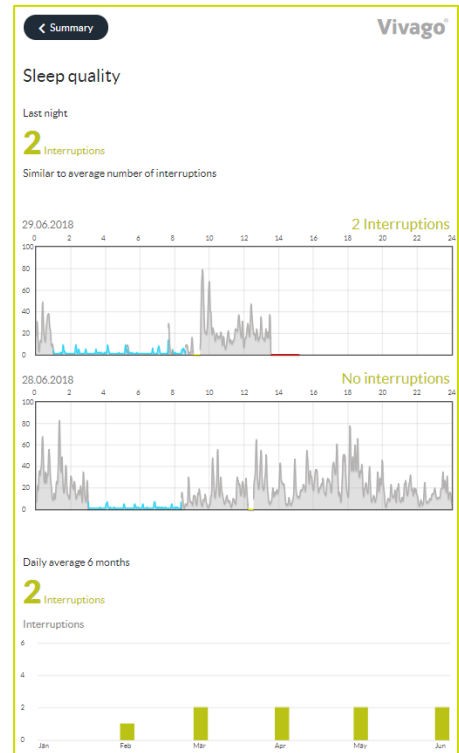 Summary
Vivago
Sleep quality
Last night
2 Interruptions
Similar to average number of interruptions
29.06.2018 2 Interruptions
0 2 4 6 8 10 12 14 16 18 20 22 24
100
80
60
40
20
0
28.06.2018 No interruptions
0 2 4 6 8 10 12 14 16 18 20 22 24
100
80
60
40
20
0
Daily average 6 months
2 Interruptions
Interruptions
6
4
2
0
Jan Feb Mar Apr May Jun